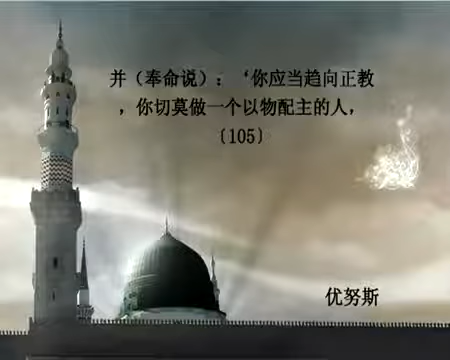 并（奉命说）：‘你应当趋向正教
，你切莫做一个以物配主的人，
〔105〕
优努斯